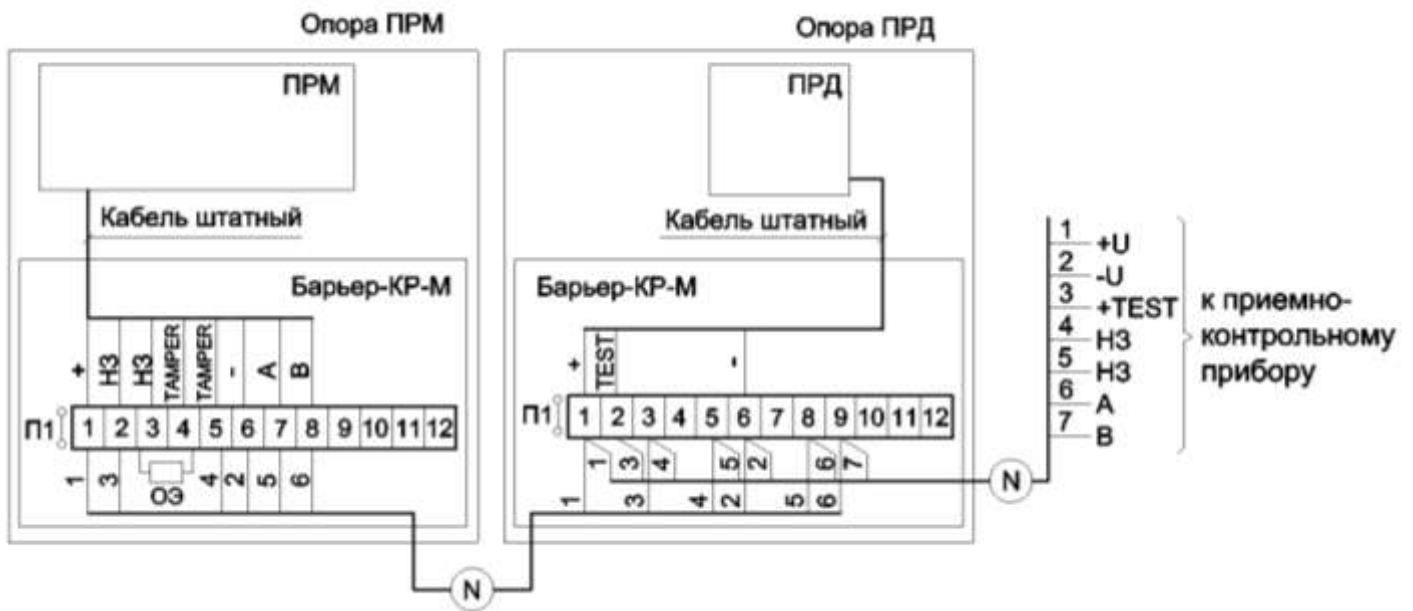 Опора ПРМ
Опора ПРД
ПРМ
ПРД
Кабель штатный
Кабель штатный
Барьер-КР-М
Барьер-КР-М
+ НЗ НЗ TAMPER TAMPER - А В
+ TEST -
П1 1 2 3 4 5 6 7 8 9 10 11 12
П1 1 2 3 4 5 6 7 8 9 10 11 12
1 3 ОЭ 4 2 5 6
1 3 4 5 2 6 7
1 3 4 2 5 6
N
N
1 +U
2 -U
3 +TEST
4 НЗ
5 НЗ
6 А
7 В
к приемно-
контрольному
прибору